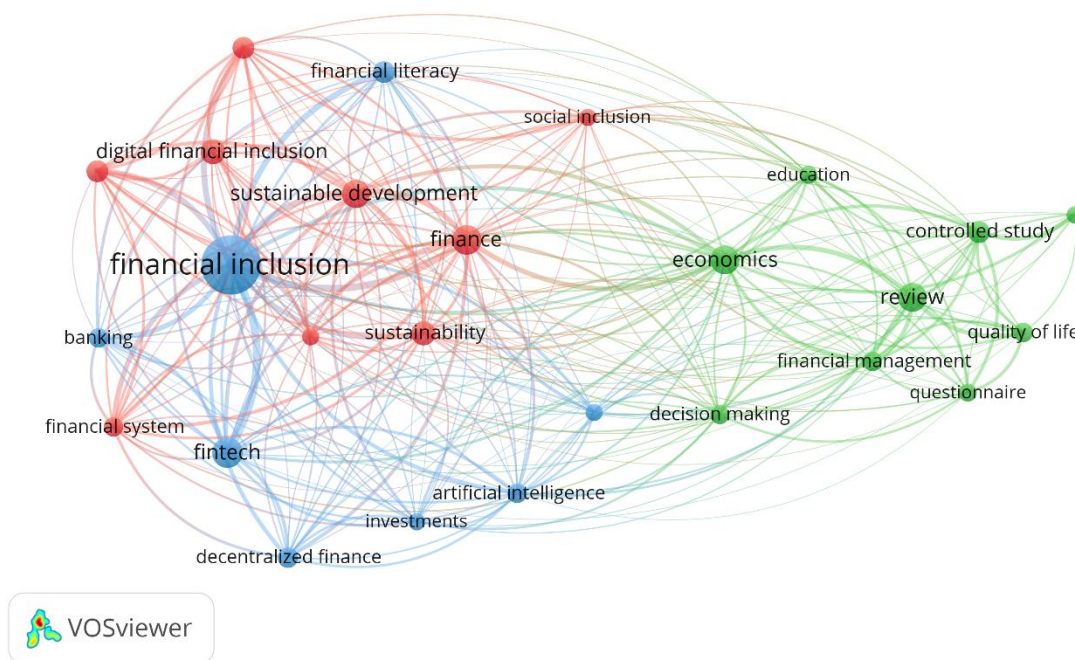 financial literacy
social inclusion
digital financial inclusion
education
sustainable development
controlled study
finance
economics
financial inclusion
review
banking
sustainability
quality of life
financial management
questionnaire
decision making
financial system
fintech
artificial intelligence
investments
decentralized finance
VOSviewer